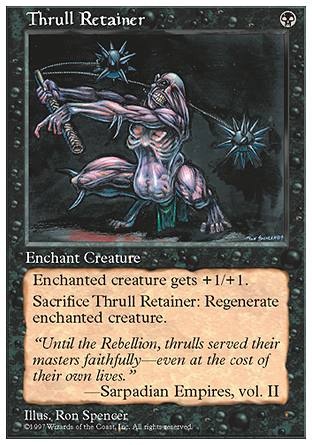 Thrull Retainer
Enchant Creature
Enchanted creature gets +1/+1.
Sacrifice Thrull Retainer: Regenerate
enchanted creature.
“Until the Rebellion, thrulls served their
masters faithfully—even at the cost of
their own lives.”
—Sarpadian Empires, vol. II
Illus. Ron Spencer
©1997 Wizards of the Coast, Inc. All rights reserved.